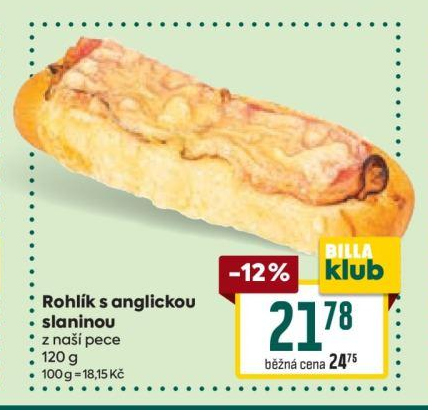 -12%
BILLA
klub
Rohlík s anglickou
slaninou
z naší pece
120 g
100 g = 18,15 Kč
21 78
běžná cena 24 75